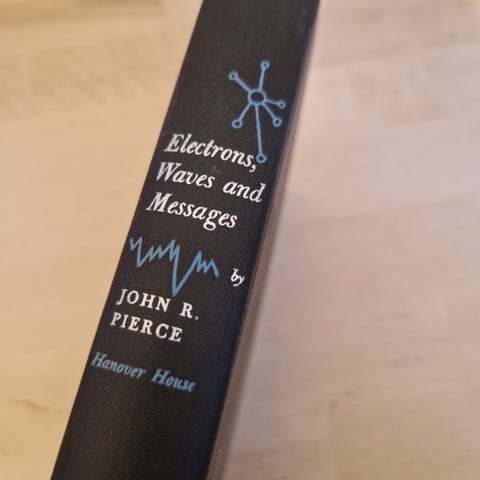 Electrons,
Waves and
Messages
by
JOHN R.
PIERCE
Hanover House